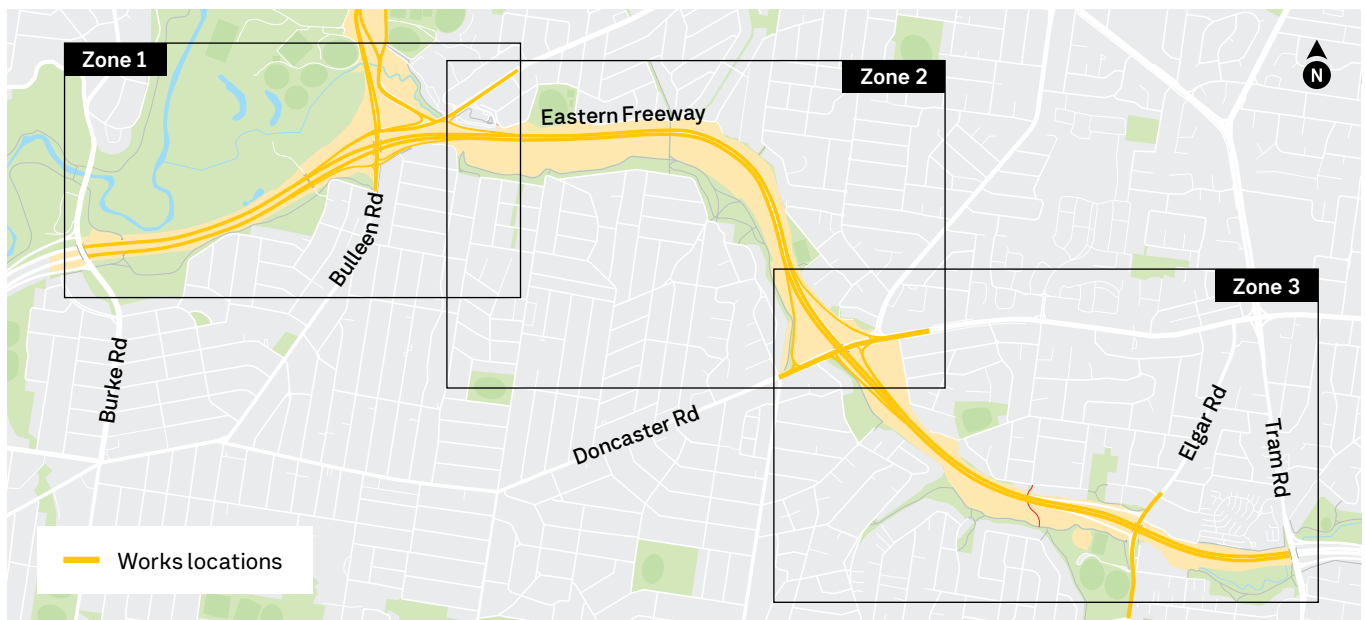 Zone 1
Zone 2
N
Eastern Freeway
Bulleen Rd
Zone 3
Burke Rd
Doncaster Rd
Elgar Rd
Tram Rd
Works locations